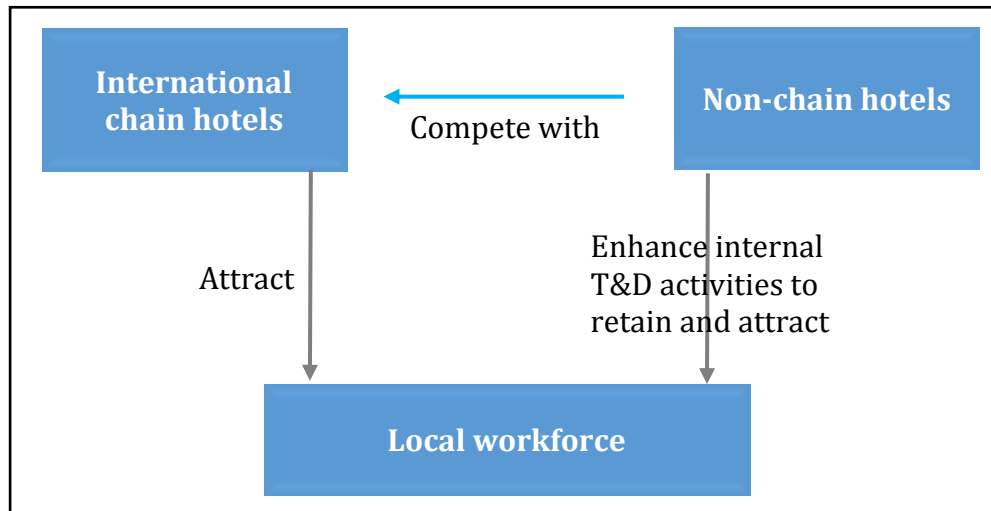 International
chain hotels
Non-chain hotels
Compete with
Attract
Enhance internal
T&D activities to
retain and attract
Local workforce